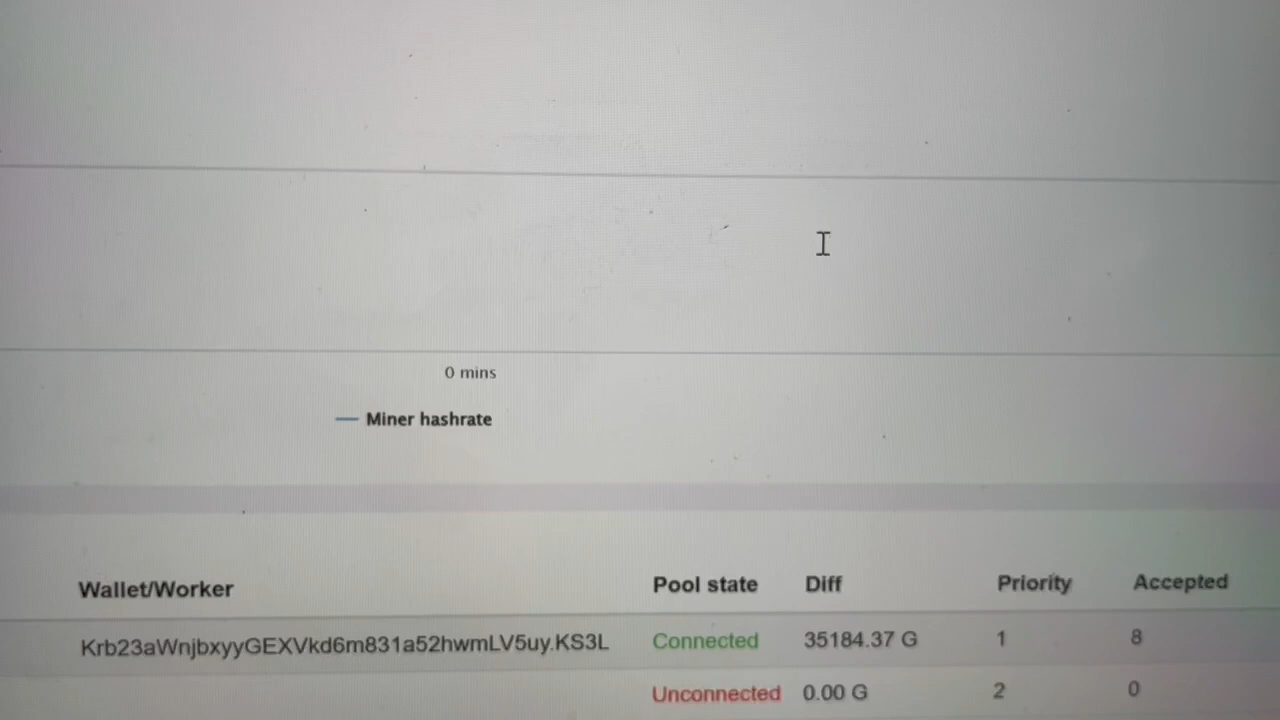 0 mins
Miner hashrate
Wallet/Worker Pool state Diff Priority Accepted
Krb23aWnjbxyyGEXVkd6m831a52hwmLV5uy.KS3L Connected 35184.37 G 1 8
Unconnected 0.00 G 2 0